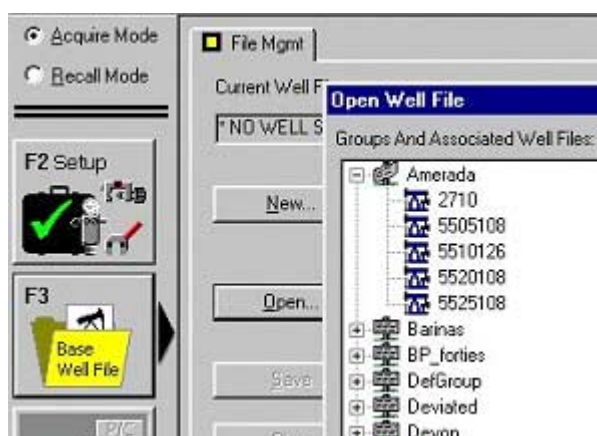 Acquire Mode
Recall Mode
File Mgmt
Current Well F
* NO WELL S
F2 Setup
New...
F3
Base
Well File
Open...
Save
P/C
Open Well File
Groups And Associated Well Files:
Amerada
2710
5505108
5510126
5520108
5525108
Barinas
BP_forties
DefGroup
Deviated
Devon